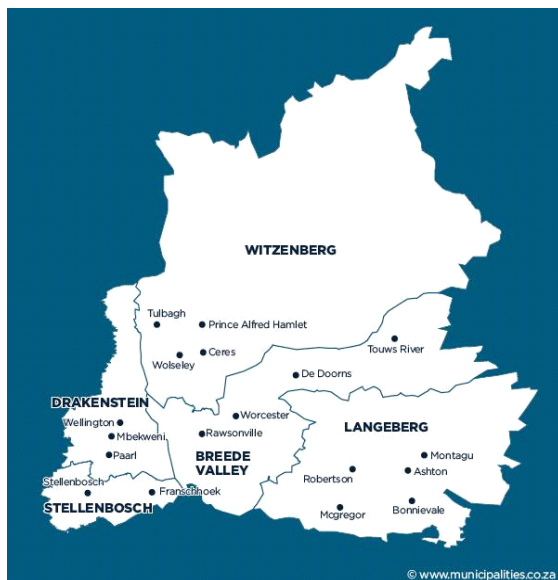 WITZENBERG
Tulbagh
Prince Alfred Hamlet
Ceres
Wolseley
Touws River
De Doorns
DRAKENSTEIN
Wellington
Mbekweni
Paarl
Worcester
Rawsonville
BREEDE
VALLEY
LANGEBERG
Montagu
Ashton
Robertson
Bonnievale
Mcgregor
Stellenbosch
Franschhoek
STELLENBOSCH
© www.municipalities.co.za